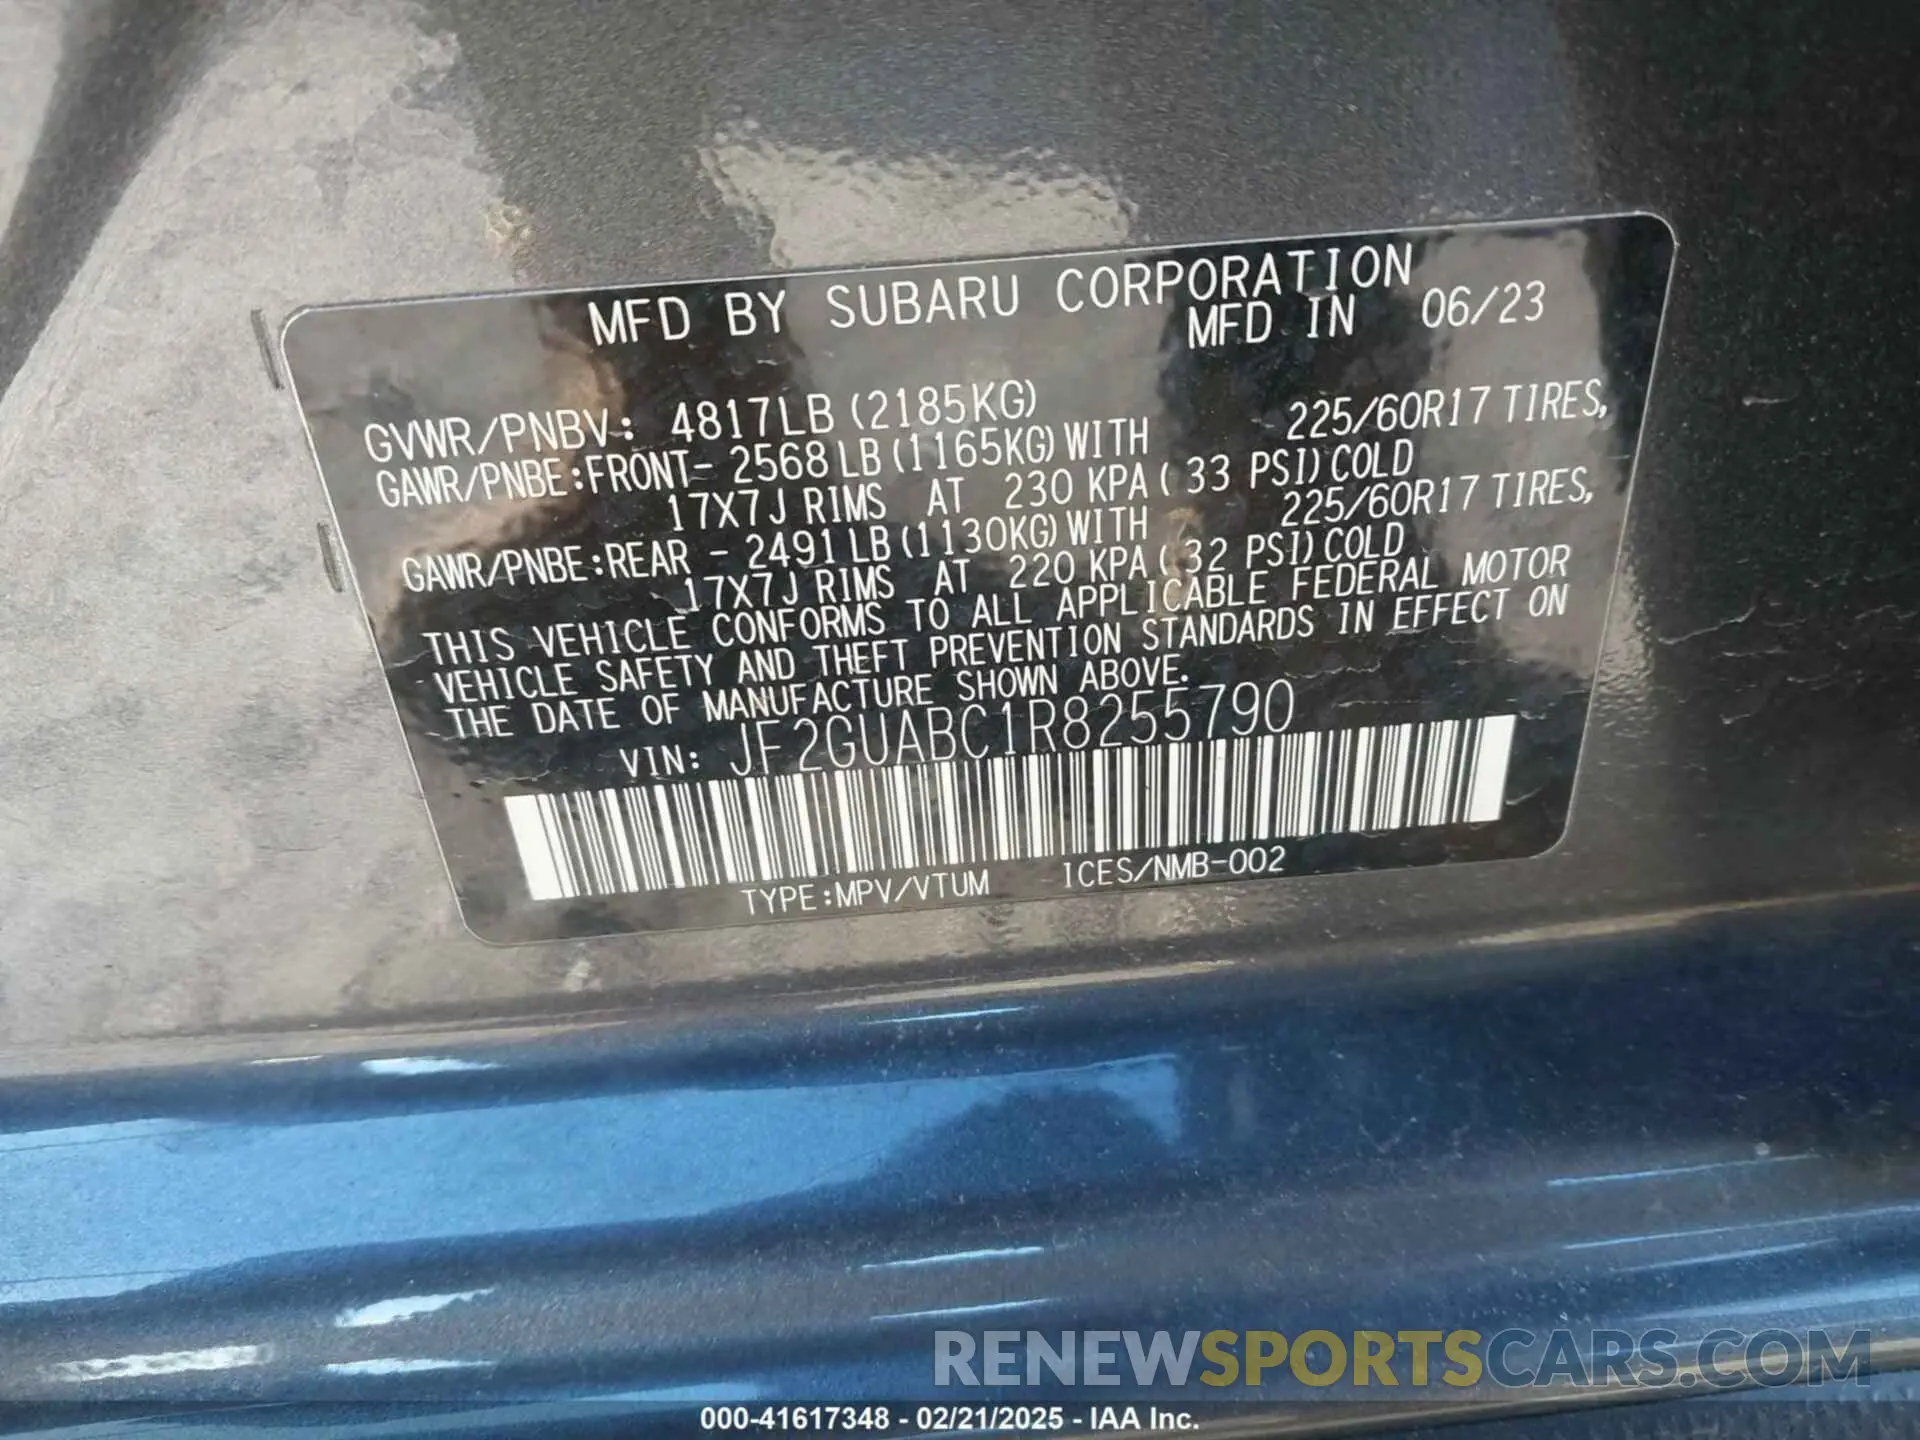 MFD BY SUBARU CORPORATION
MFD IN 06/23
GVWR/PNBV: 4817LB (2185KG)
GAWR/PNBE:FRONT- 2568 LB (1165KG) WITH 225/60R17 TIRES,
17X7J RIMS AT 230 KPA ( 33 PSI) COLD
GAWR/PNBE:REAR - 2491 LB (1130KG) WITH 225/60R17 TIRES,
17X7J RIMS AT 220 KPA ( 32 PSI) COLD
THIS VEHICLE CONFORMS TO ALL APPLICABLE FEDERAL MOTOR
VEHICLE SAFETY AND THEFT PREVENTION STANDARDS IN EFFECT ON
THE DATE OF MANUFACTURE SHOWN ABOVE.
VIN: JF2GUABC1R8255790
TYPE:MPV/VTUM ICES/NMB-002
RENEWSPORTSCARS.COM
000-41617348 - 02/21/2025 - IAA Inc.